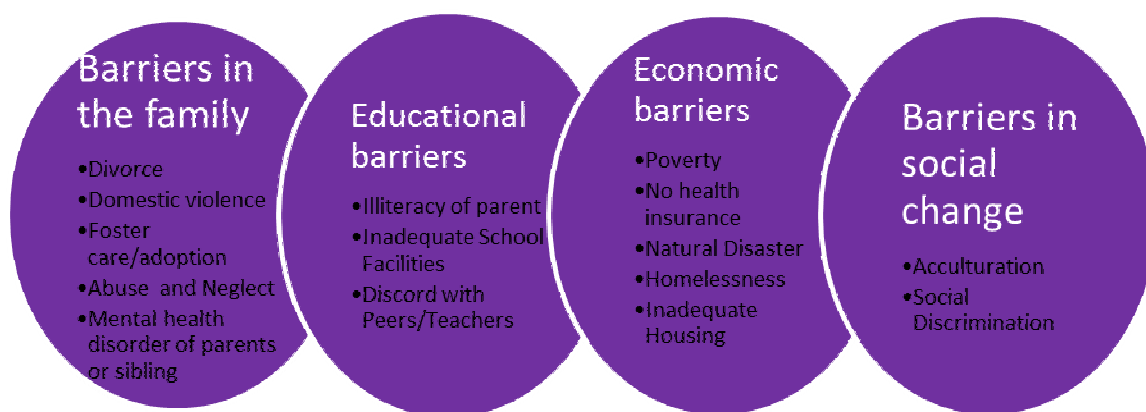 Barriers in
the family
•Divorce
•Domestic violence
•Foster
care/adoption
•Abuse and Neglect
•Mental health
disorder of parents
or sibling
Educational
barriers
•Illiteracy of parent
•Inadequate School
Facilities
•Discord with
Peers/Teachers
Economic
barriers
•Poverty
•No health
insurance
•Natural Disaster
•Homelessness
•Inadequate
Housing
Barriers in
social
change
•Acculturation
•Social
Discrimination